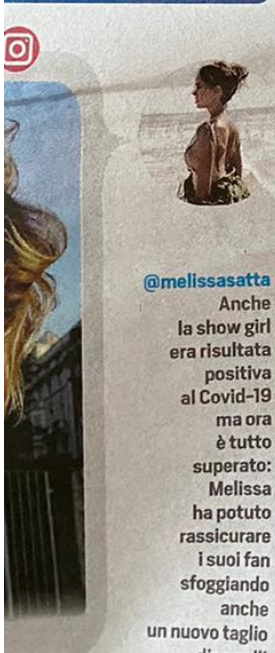 @melissasatta
Anche
la show girl
era risultata
positiva
al Covid-19
ma ora
è tutto
superato:
Melissa
ha potuto
rassicurare
i suoi fan
sfoggiando
anche
un nuovo taglio